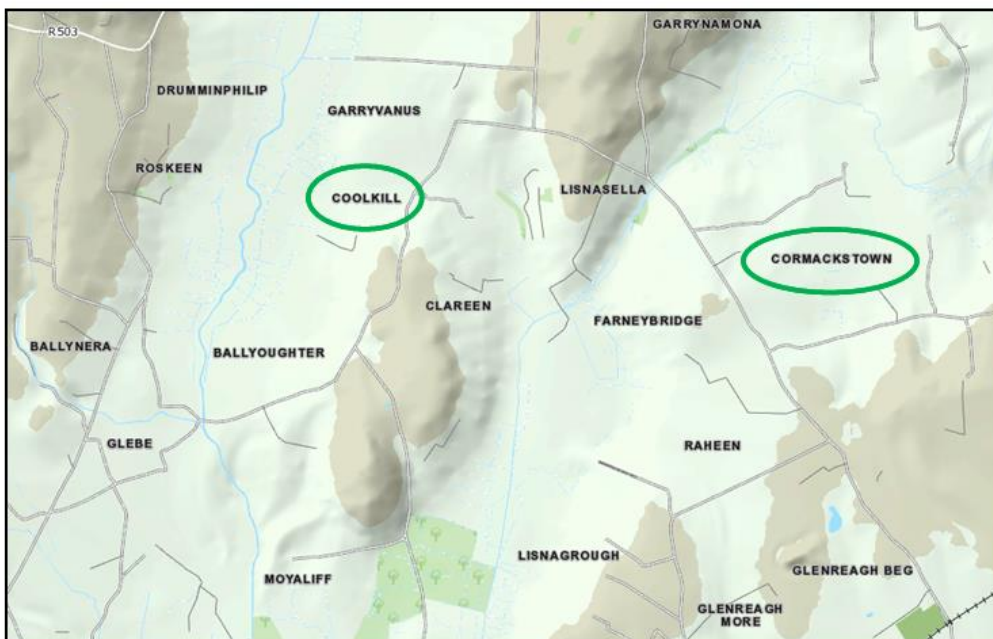 GARRYNAMONA
R503
DRUMMINPHILIP
GARRYVANUS
ROSKEEN
LISNASELLA
COOLKILL
CORMACKSTOWN
CLAREEN
FARNEYBRIDGE
BALLYNERA
BALLYOUGHTER
GLEBE
RAHEEN
LISNAGROUGH
GLENREAGH BEG
MOYALIFF
GLENREAGH
MORE